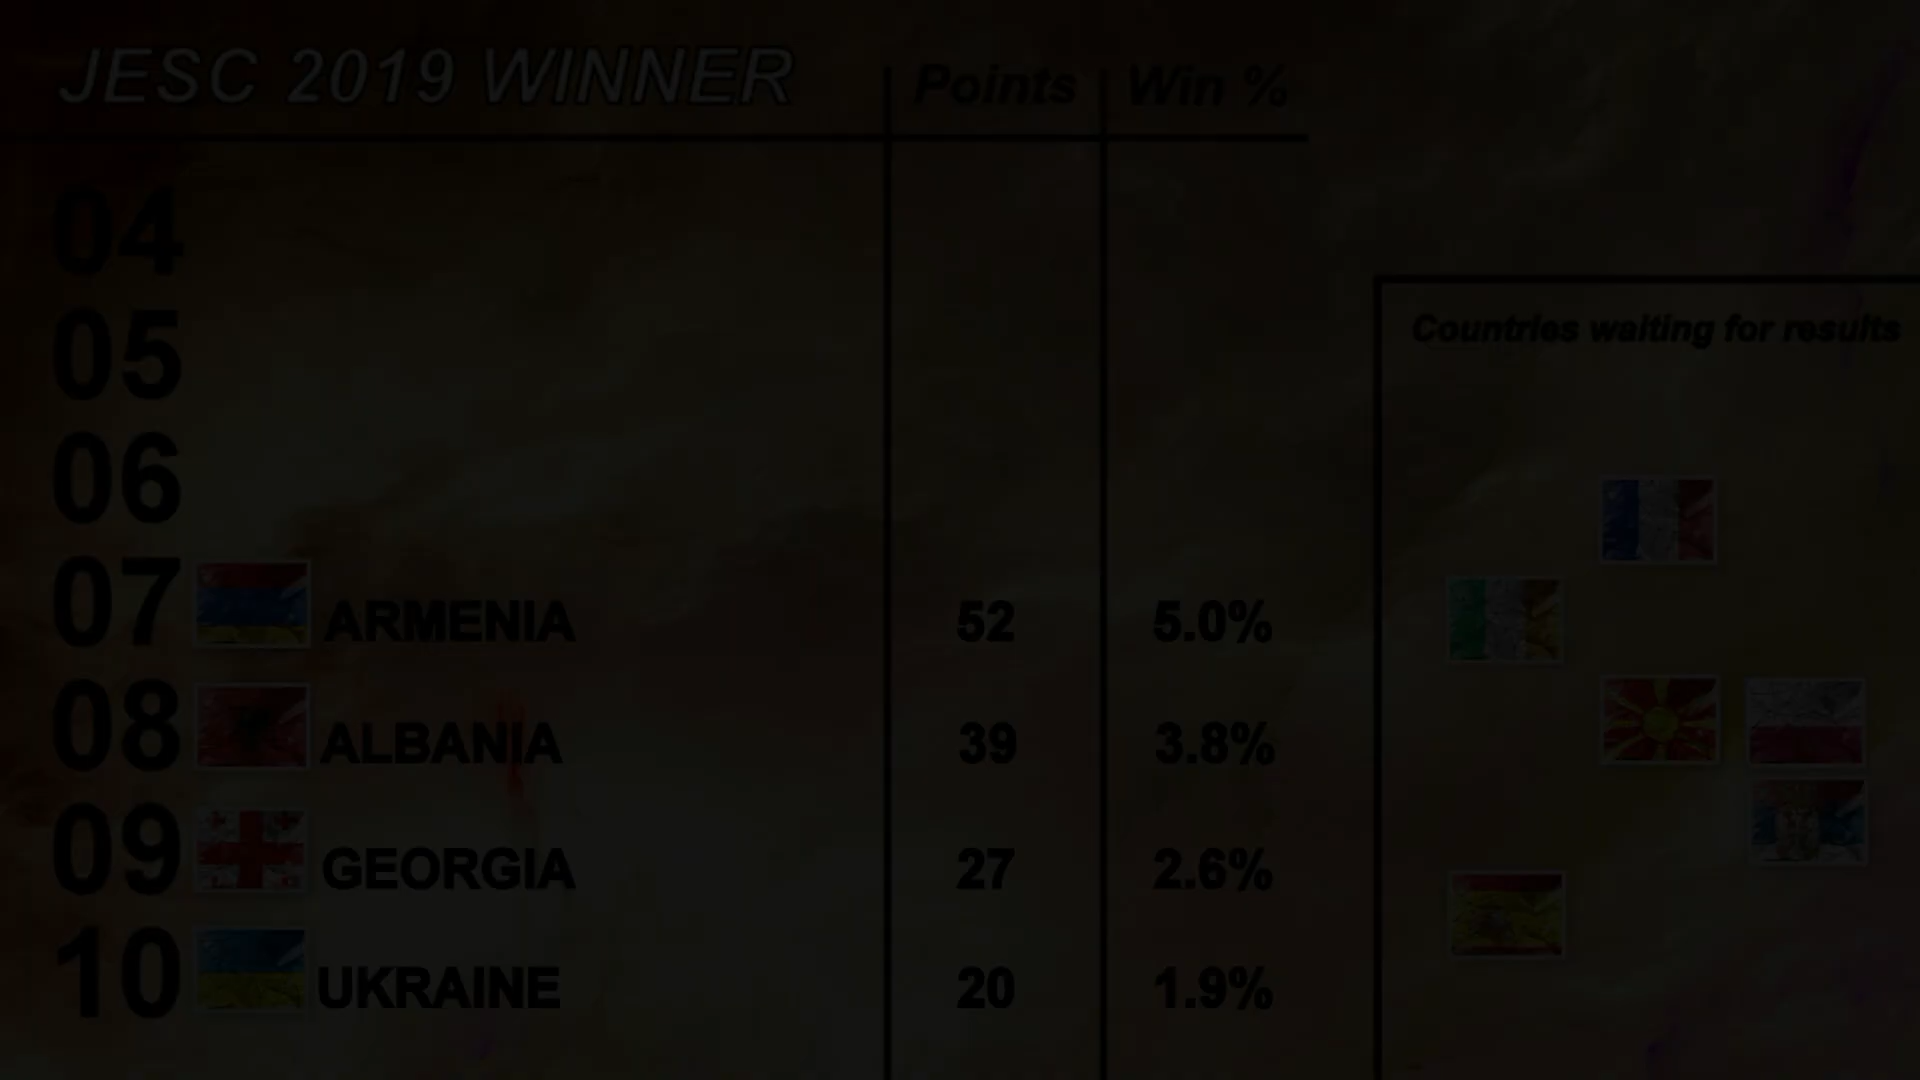 JESC 2019 WINNER Points Win %
04
05
06
07 ARMENIA 52 5.0%
08 ALBANIA 39 3.8%
09 GEORGIA 27 2.6%
10 UKRAINE 20 1.9%
Countries waiting for results